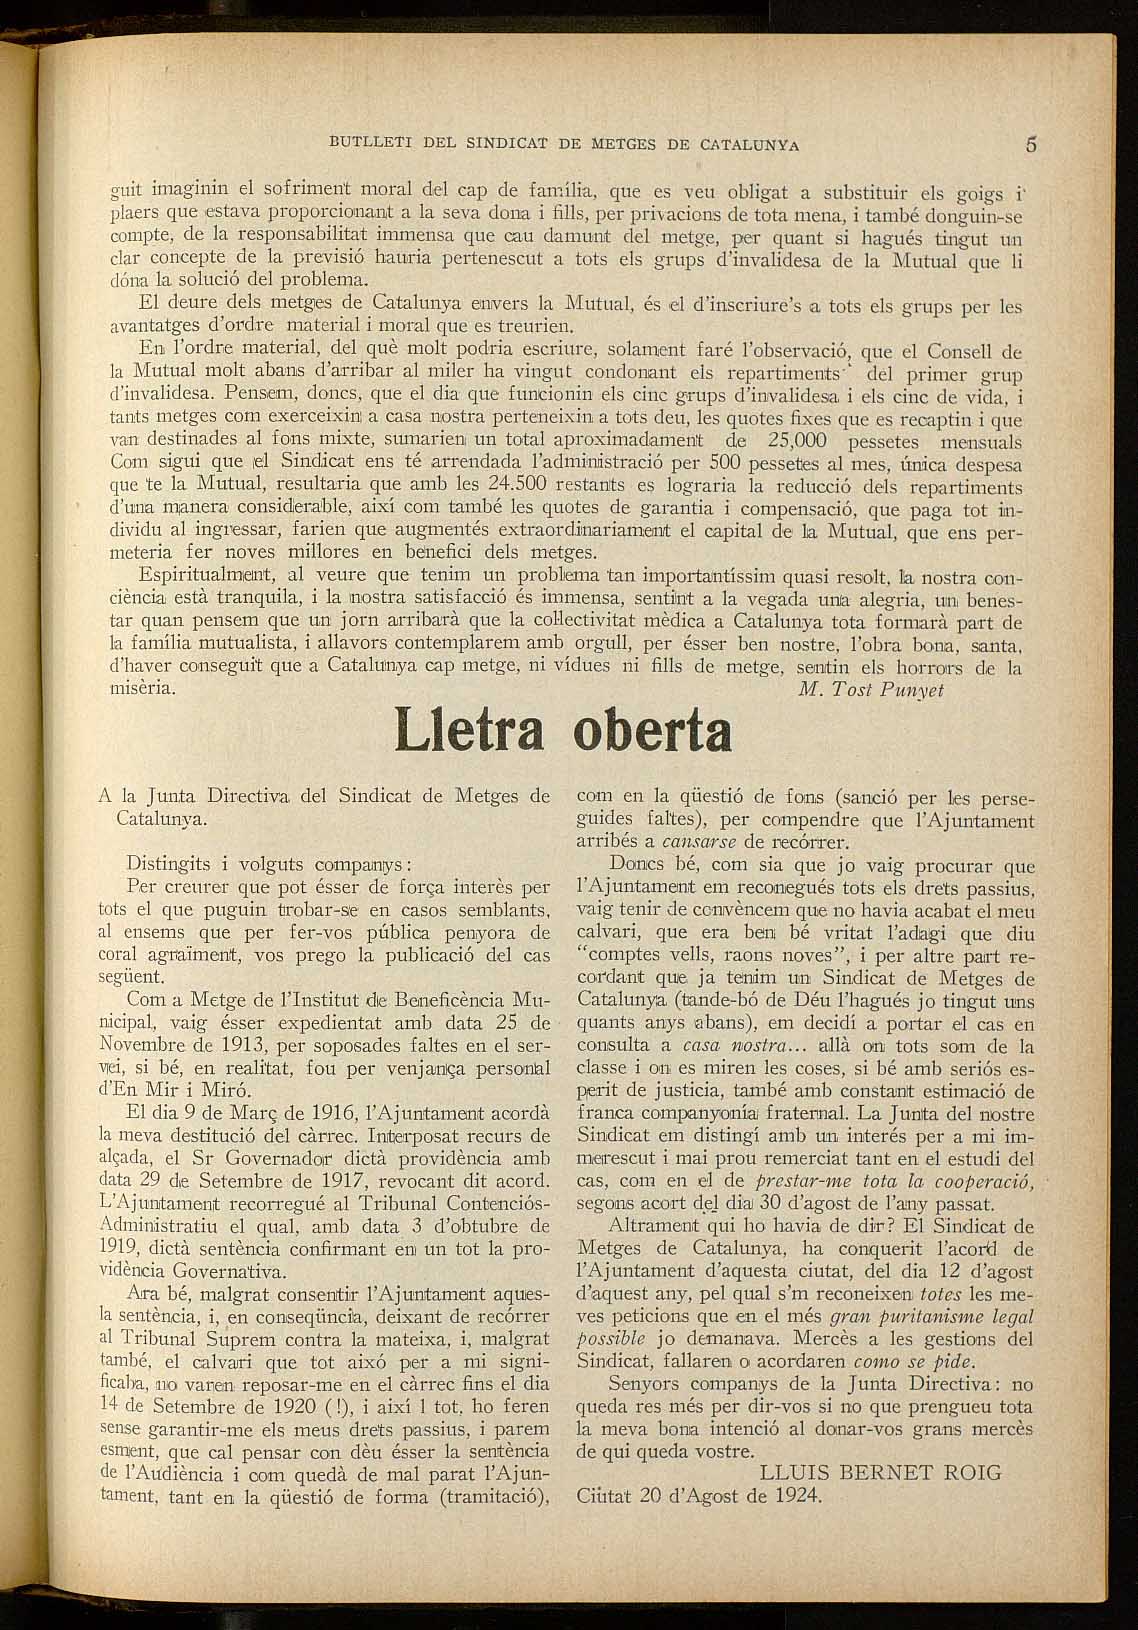 BUTLLETI DEL SINDICAT DE METGES DE CATALUNYA 5
guit imaginin el sofriment moral del cap de família, que es veu obligat a substituir els goigs i
plaers que estava proporcionant a la seva dona i fills, per privacions de tota mena, i també donguin-se
compte, de la responsabilitat immensa que cau damunt del metge, per quant si hagués tingut un
clar concepte de la previsió hauria pertenescut a tots els grups d'invalidesa de la Mutual que li
dóna la solució del problema.
El deure dels metges de Catalunya envers la Mutual, és el d'inscriure's a tots els grups per les
avantatges d'ordre material i moral que es treurien.
En l'ordre material, del què molt podria escriure, solament faré l'observació, que el Consell de
la Mutual molt abans d'arribar al miler ha vingut condonant els repartiments del primer grup
d'invalidesa. Pensem, doncs, que el dia que funcionin els cinc grups d'invalidesa i els cinc de vida, i
tants metges com exerceixin a casa nostra perteneixin a tots deu, les quotes fixes que es recaptin i que
van destinades al fons mixte, sumarien un total aproximadament de 25,000 pessetes mensuals
Com sigui que el Sindicat ens té arrendada l'administració per 500 pessetes al mes, única despesa
que te la Mutual, resultaria que amb les 24.500 restants es lograria la reducció dels repartiments
d'una manera considerable, així com també les quotes de garantia i compensació, que paga tot in-
dividu al ingressar, farien que augmentés extraordinariament el capital de la Mutual, que ens per-
meteria fer noves millores en benefici dels metges.
Espiritualment, al veure que tenim un problema tan importantíssim quasi resolt, la nostra con-
ciència està tranquila, i la nostra satisfacció és immensa, sentint a la vegada una alegria, un benes-
tar quan pensem que un jorn arribarà que la col·lectivitat mèdica a Catalunya tota formarà part de
la família mutualista, i allavors contemplarem amb orgull, per ésser ben nostre, l'obra bona, santa,
d'haver conseguit que a Catalunya cap metge, ni vídues ni fills de metge, sentin els horrors de la
misèria. M. Tost Punyet
Lletra oberta
A la Junta Directiva del Sindicat de Metges de
Catalunya.
Distingits i volguts companys:
Per creurer que pot ésser de força interès per
tots el que puguin trobar-se en casos semblants,
al ensems que per fer-vos pública penyora de
coral agraïment, vos prego la publicació del cas
següent.
Com a Metge de l'Institut de Beneficència Mu-
nicipal, vaig ésser expedientat amb data 25 de
Novembre de 1913, per soposades faltes en el ser-
vei, si bé, en realitat, fou per venjança personal
d'En Mir i Miró.
El dia 9 de Març de 1916, l'Ajuntament acordà
la meva destitució del càrrec. Interposat recurs de
alçada, el Sr Governador dictà providència amb
data 29 de Setembre de 1917, revocant dit acord.
L'Ajuntament recorregué al Tribunal Contenciós-
Administratiu el qual, amb data 3 d'obtubre de
1919, dictà sentència confirmant en un tot la pro-
vidència Governativa.
Ara bé, malgrat consentir l'Ajuntament aques-
la sentència, i, en conseqüncia, deixant de recórrer
al Tribunal Suprem contra la mateixa, i, malgrat
també, el calvari que tot aixó per a mi signi-
ficaba, no varen reposar-me en el càrrec fins el dia
14 de Setembre de 1920 (!), i així 1 tot, ho feren
sense garantir-me els meus drets passius, i parem
esment, que cal pensar con dèu ésser la sentència
de l'Audiència i com quedà de mal parat l'Ajun-
tament, tant en la qüestió de forma (tramitació),
com en la qüestió de fons (sanció per les perse-
guides faltes), per compendre que l'Ajuntament
arribés a cansarse de recórrer.
Doncs bé, com sia que jo vaig procurar que
l'Ajuntament em reconegués tots els drets passius,
vaig tenir de convèncem que no havia acabat el meu
calvari, que era ben bé vritat l'adagi que diu
"comptes vells, raons noves", i per altre part re-
cordant que ja tenim un Sindicat de Metges de
Catalunya (tande-bó de Déu l'hagués jo tingut uns
quants anys abans), em decidí a portar el cas en
consulta a casa nostra... allà on tots som de la
classe i on es miren les coses, si bé amb seriós es-
perit de justicia, també amb constant estimació de
franca companyonía fraternal. La Junta del nostre
Sindicat em distingí amb un interés per a mi im-
merescut i mai prou remerciat tant en el estudi del
cas, com en el de prestar-me tota la cooperació,
segons acort del dia 30 d'agost de l'any passat.
Altrament qui ho havia de dir? El Sindicat de
Metges de Catalunya, ha conquerit l'acord de
l'Ajuntament d'aquesta ciutat, del dia 12 d'agost
d'aquest any, pel qual s'm reconeixen totes les me-
ves peticions que en el més gran puritanisme legal
possible jo demanava. Mercès a les gestions del
Sindicat, fallaren o acordaren como se pide.
Senyors companys de la Junta Directiva: no
queda res més per dir-vos si no que prengueu tota
la meva bona intenció al donar-vos grans mercès
de qui queda vostre.
LLUIS BERNET ROIG
Ciutat 20 d'Agost de 1924.